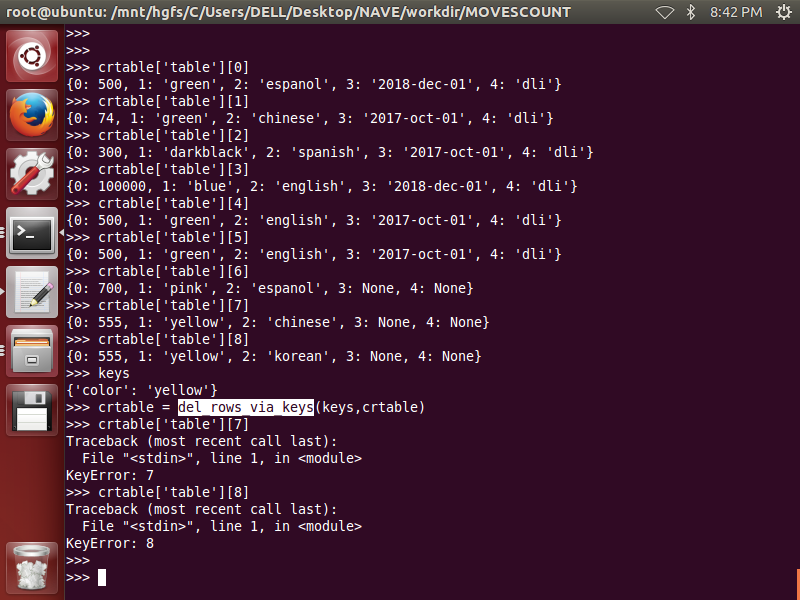 root@ubuntu: /mnt/hgfs/C/Users/DELL/Desktop/NAVE/workdir/MOVESCOUNT 8:42 PM
>>>
>>>
>>> crtable['table'][0]
{0: 500, 1: 'green', 2: 'espanol', 3: '2018-dec-01', 4: 'dli'}
>>> crtable['table'][1]
{0: 74, 1: 'green', 2: 'chinese', 3: '2017-oct-01', 4: 'dli'}
>>> crtable['table'][2]
{0: 300, 1: 'darkblack', 2: 'spanish', 3: '2017-oct-01', 4: 'dli'}
>>> crtable['table'][3]
{0: 100000, 1: 'blue', 2: 'english', 3: '2018-dec-01', 4: 'dli'}
>>> crtable['table'][4]
{0: 500, 1: 'green', 2: 'english', 3: '2017-oct-01', 4: 'dli'}
>>> crtable['table'][5]
{0: 500, 1: 'green', 2: 'english', 3: '2017-oct-01', 4: 'dli'}
>>> crtable['table'][6]
{0: 700, 1: 'pink', 2: 'espanol', 3: None, 4: None}
>>> crtable['table'][7]
{0: 555, 1: 'yellow', 2: 'chinese', 3: None, 4: None}
>>> crtable['table'][8]
{0: 555, 1: 'yellow', 2: 'korean', 3: None, 4: None}
>>> keys
{'color': 'yellow'}
>>> crtable = del_rows_via_keys(keys,crtable)
>>> crtable['table'][7]
Traceback (most recent call last):
  File "<stdin>", line 1, in <module>
KeyError: 7
>>> crtable['table'][8]
Traceback (most recent call last):
  File "<stdin>", line 1, in <module>
KeyError: 8
>>>
>>>